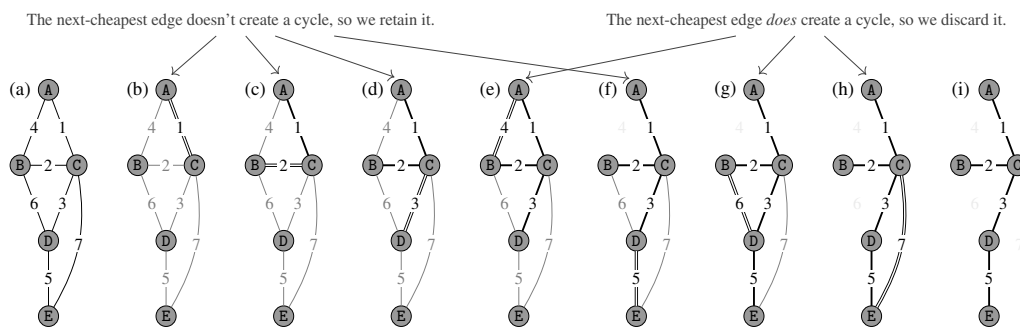 The next-cheapest edge doesn't create a cycle, so we retain it. The next-cheapest edge does create a cycle, so we discard it.
(a) A (b) A (c) A (d) A (e) A (f) A (g) A (h) A (i) A
4 1 4 1 4 1 4 1 4 1 4 1 4 1 4 1 4 1
B 2 C B 2 C B 2 C B 2 C B 2 C B 2 C B 2 C B 2 C B 2 C
6 3 6 3 6 3 6 3 6 3 6 3 6 3 6 3 6 3
D 7 D 7 D 7 D 7 D 7 D 7 D 7 D 7 D 7
5 5 5 5 5 5 5 5 5
E E E E E E E E E